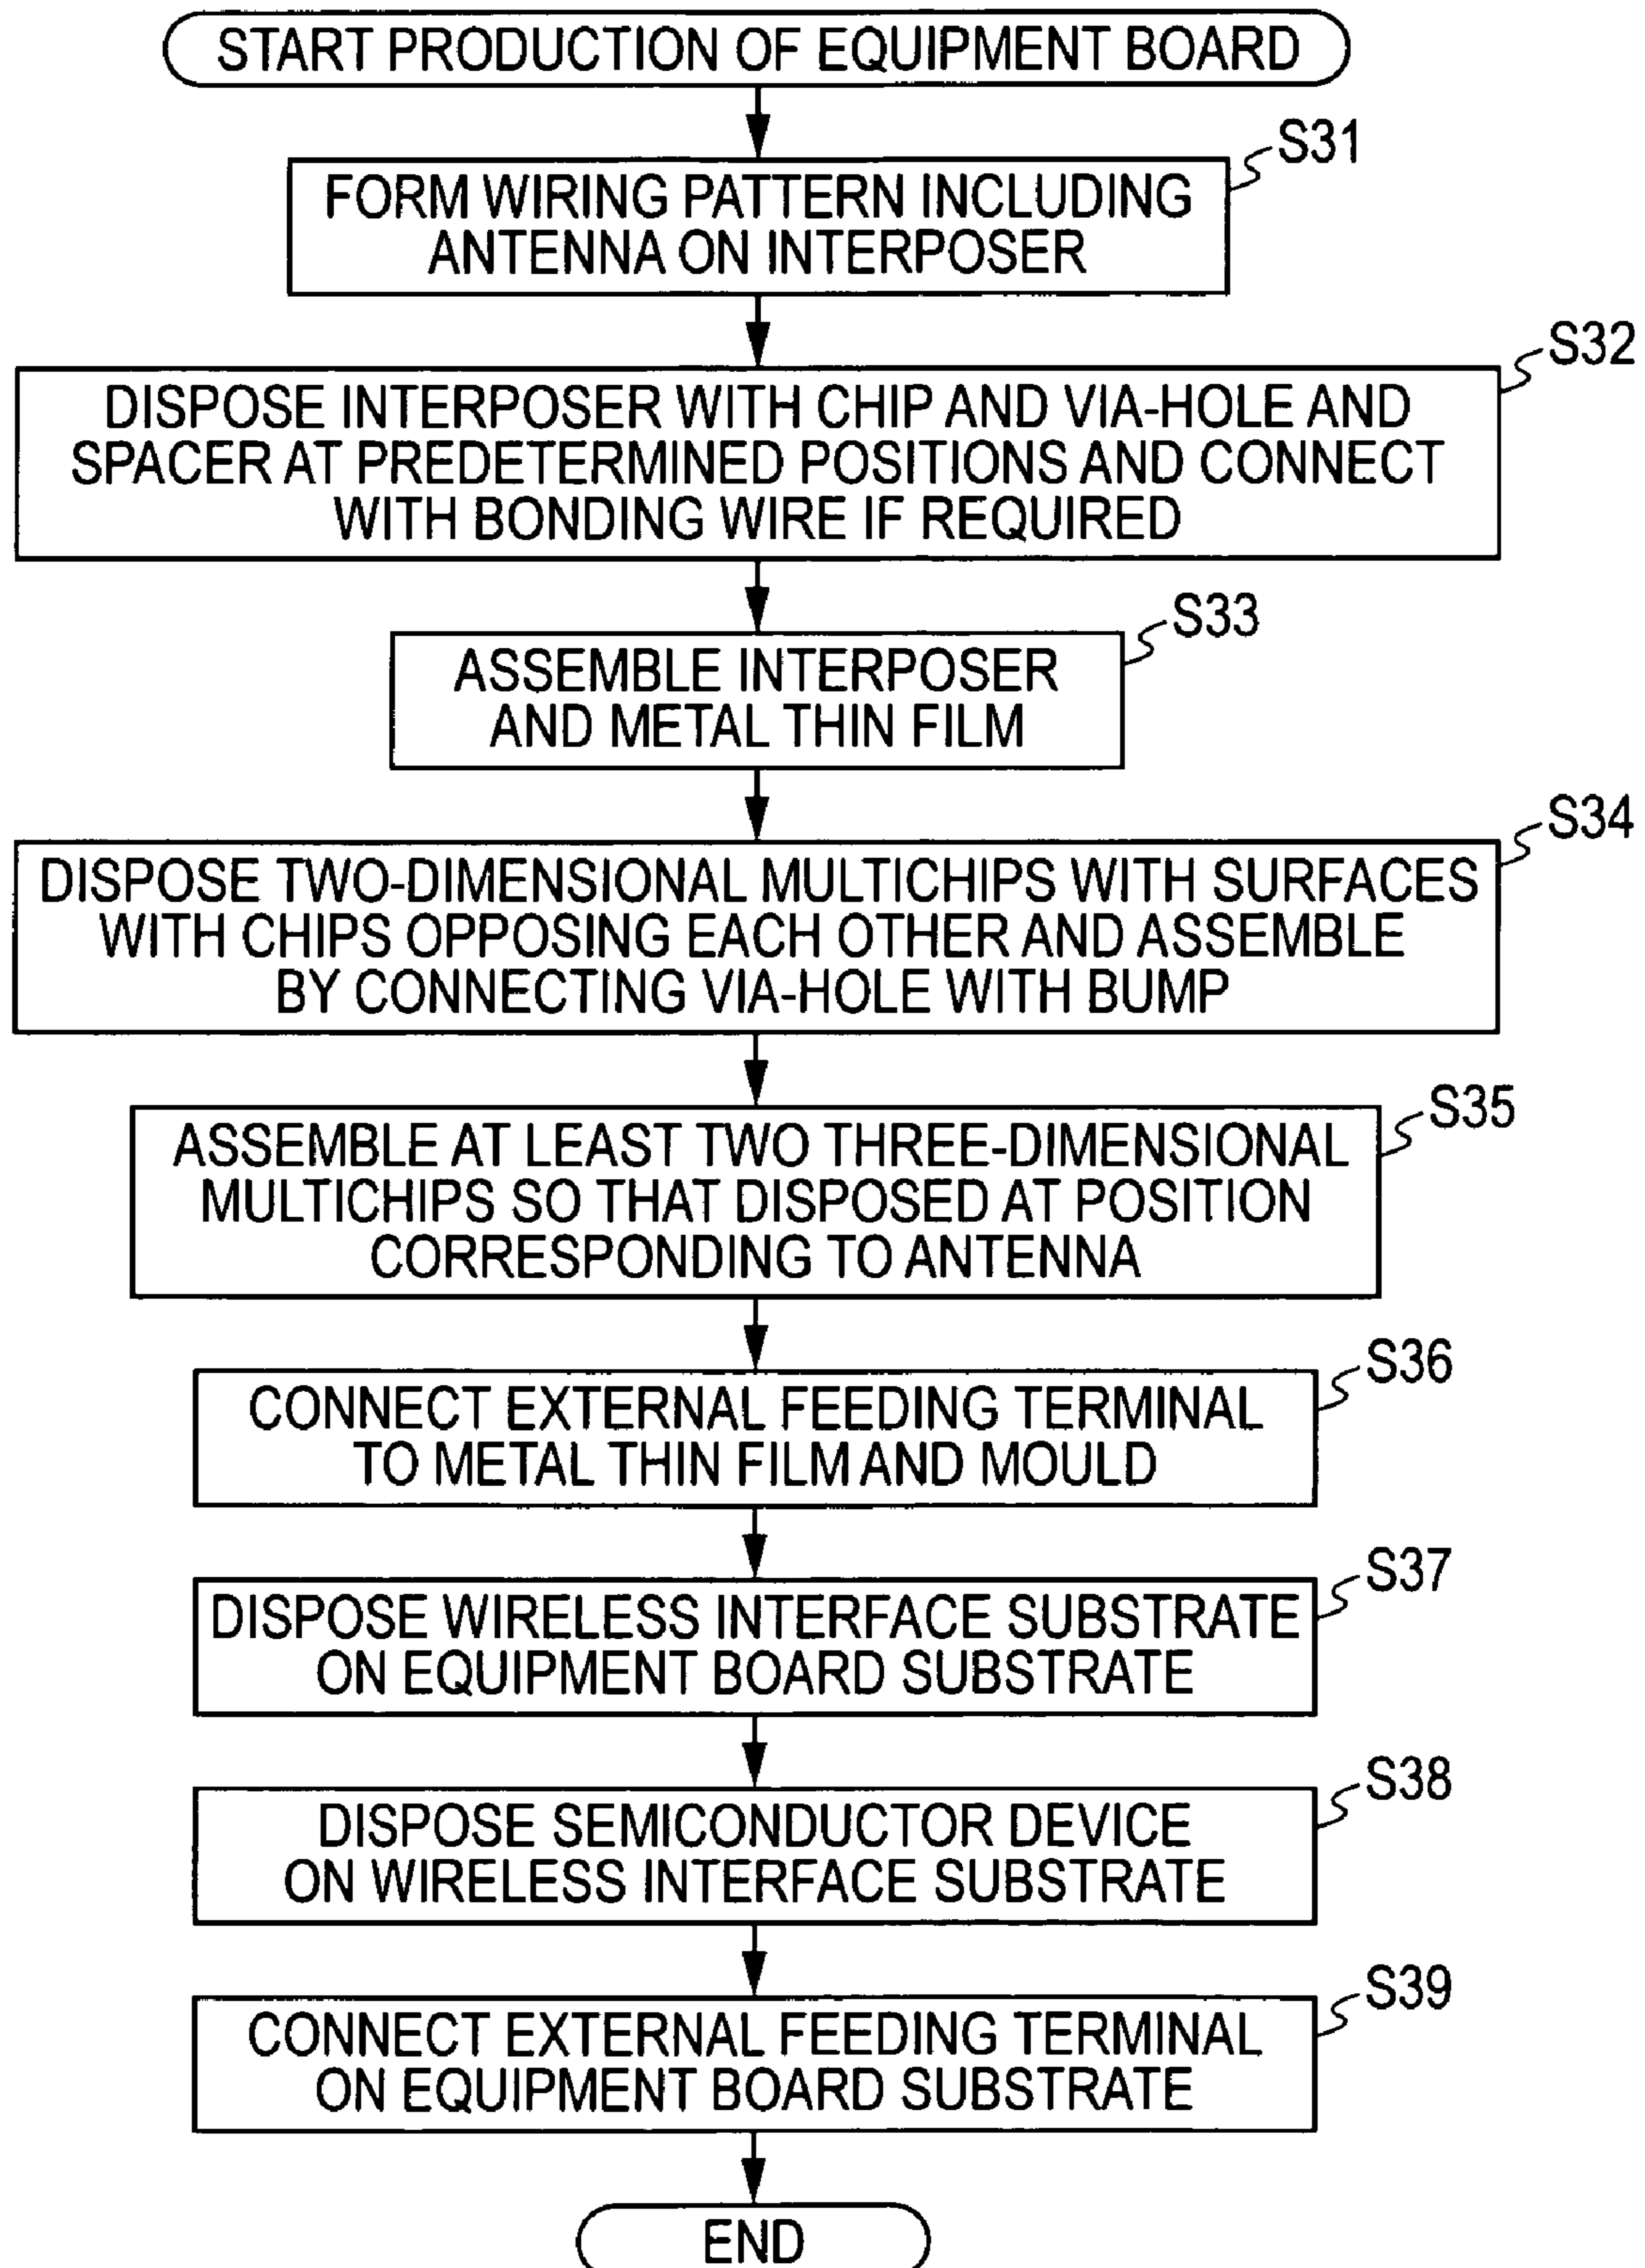 START PRODUCTION OF EQUIPMENT BOARD
S31
FORM WIRING PATTERN INCLUDING
ANTENNA ON INTERPOSER
S32
DISPOSE INTERPOSER WITH CHIP AND VIA-HOLE AND
SPACER AT PREDETERMINED POSITIONS AND CONNECT
WITH BONDING WIRE IF REQUIRED
S33
ASSEMBLE INTERPOSER
AND METAL THIN FILM
S34
DISPOSE TWO-DIMENSIONAL MULTICHIPS WITH SURFACES
WITH CHIPS OPPOSING EACH OTHER AND ASSEMBLE
BY CONNECTING VIA-HOLE WITH BUMP
S35
ASSEMBLE AT LEAST TWO THREE-DIMENSIONAL
MULTICHIPS SO THAT DISPOSED AT POSITION
CORRESPONDING TO ANTENNA
S36
CONNECT EXTERNAL FEEDING TERMINAL
TO METAL THIN FILM AND MOULD
S37
DISPOSE WIRELESS INTERFACE SUBSTRATE
ON EQUIPMENT BOARD SUBSTRATE
S38
DISPOSE SEMICONDUCTOR DEVICE
ON WIRELESS INTERFACE SUBSTRATE
S39
CONNECT EXTERNAL FEEDING TERMINAL
ON EQUIPMENT BOARD SUBSTRATE
END